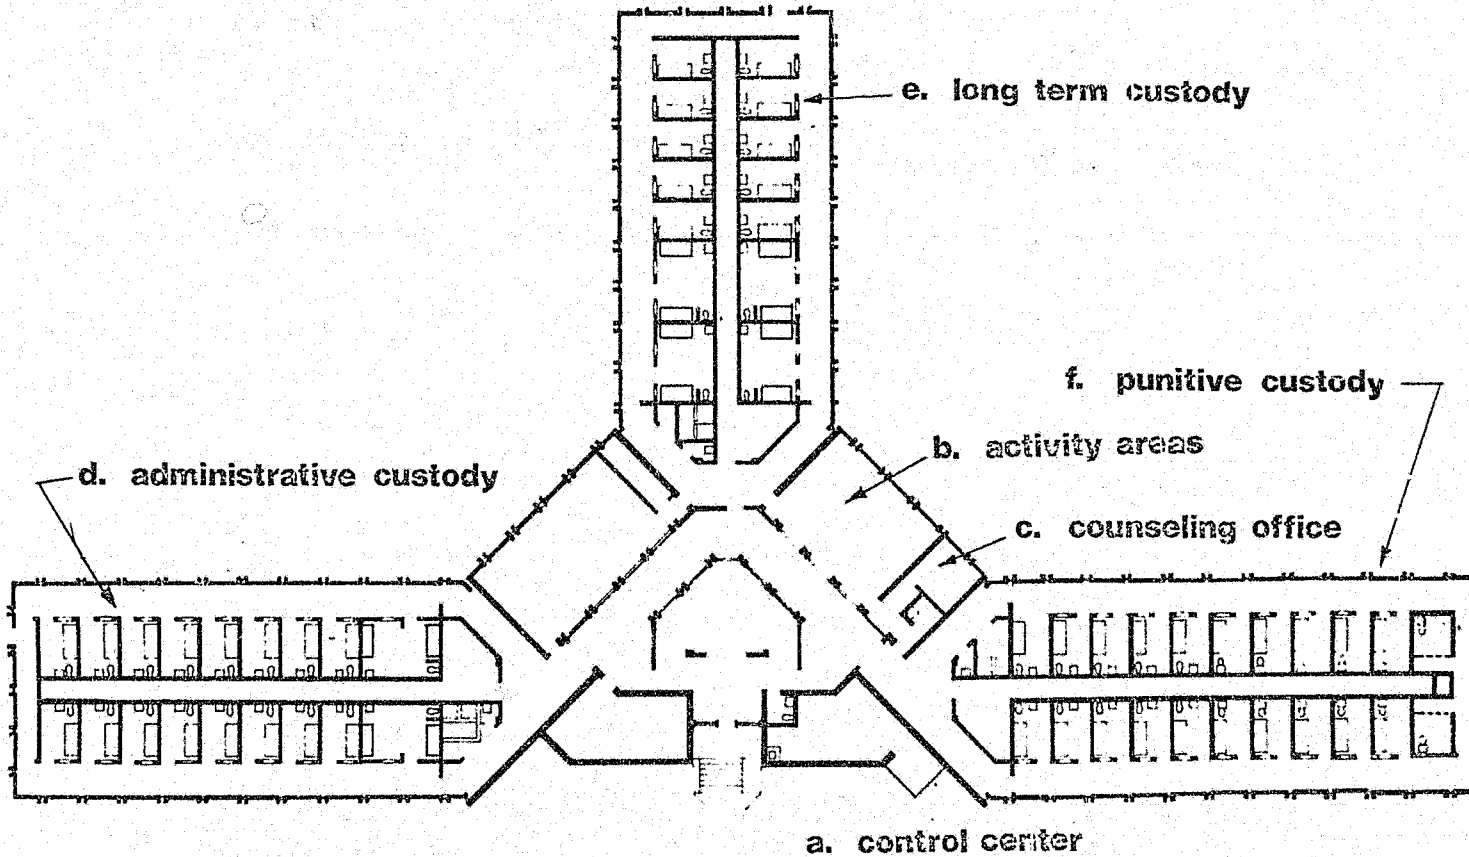 e. long term custody
f. punitive custody
b. activity areas
d. administrative custody
c. counseling office
a. control center